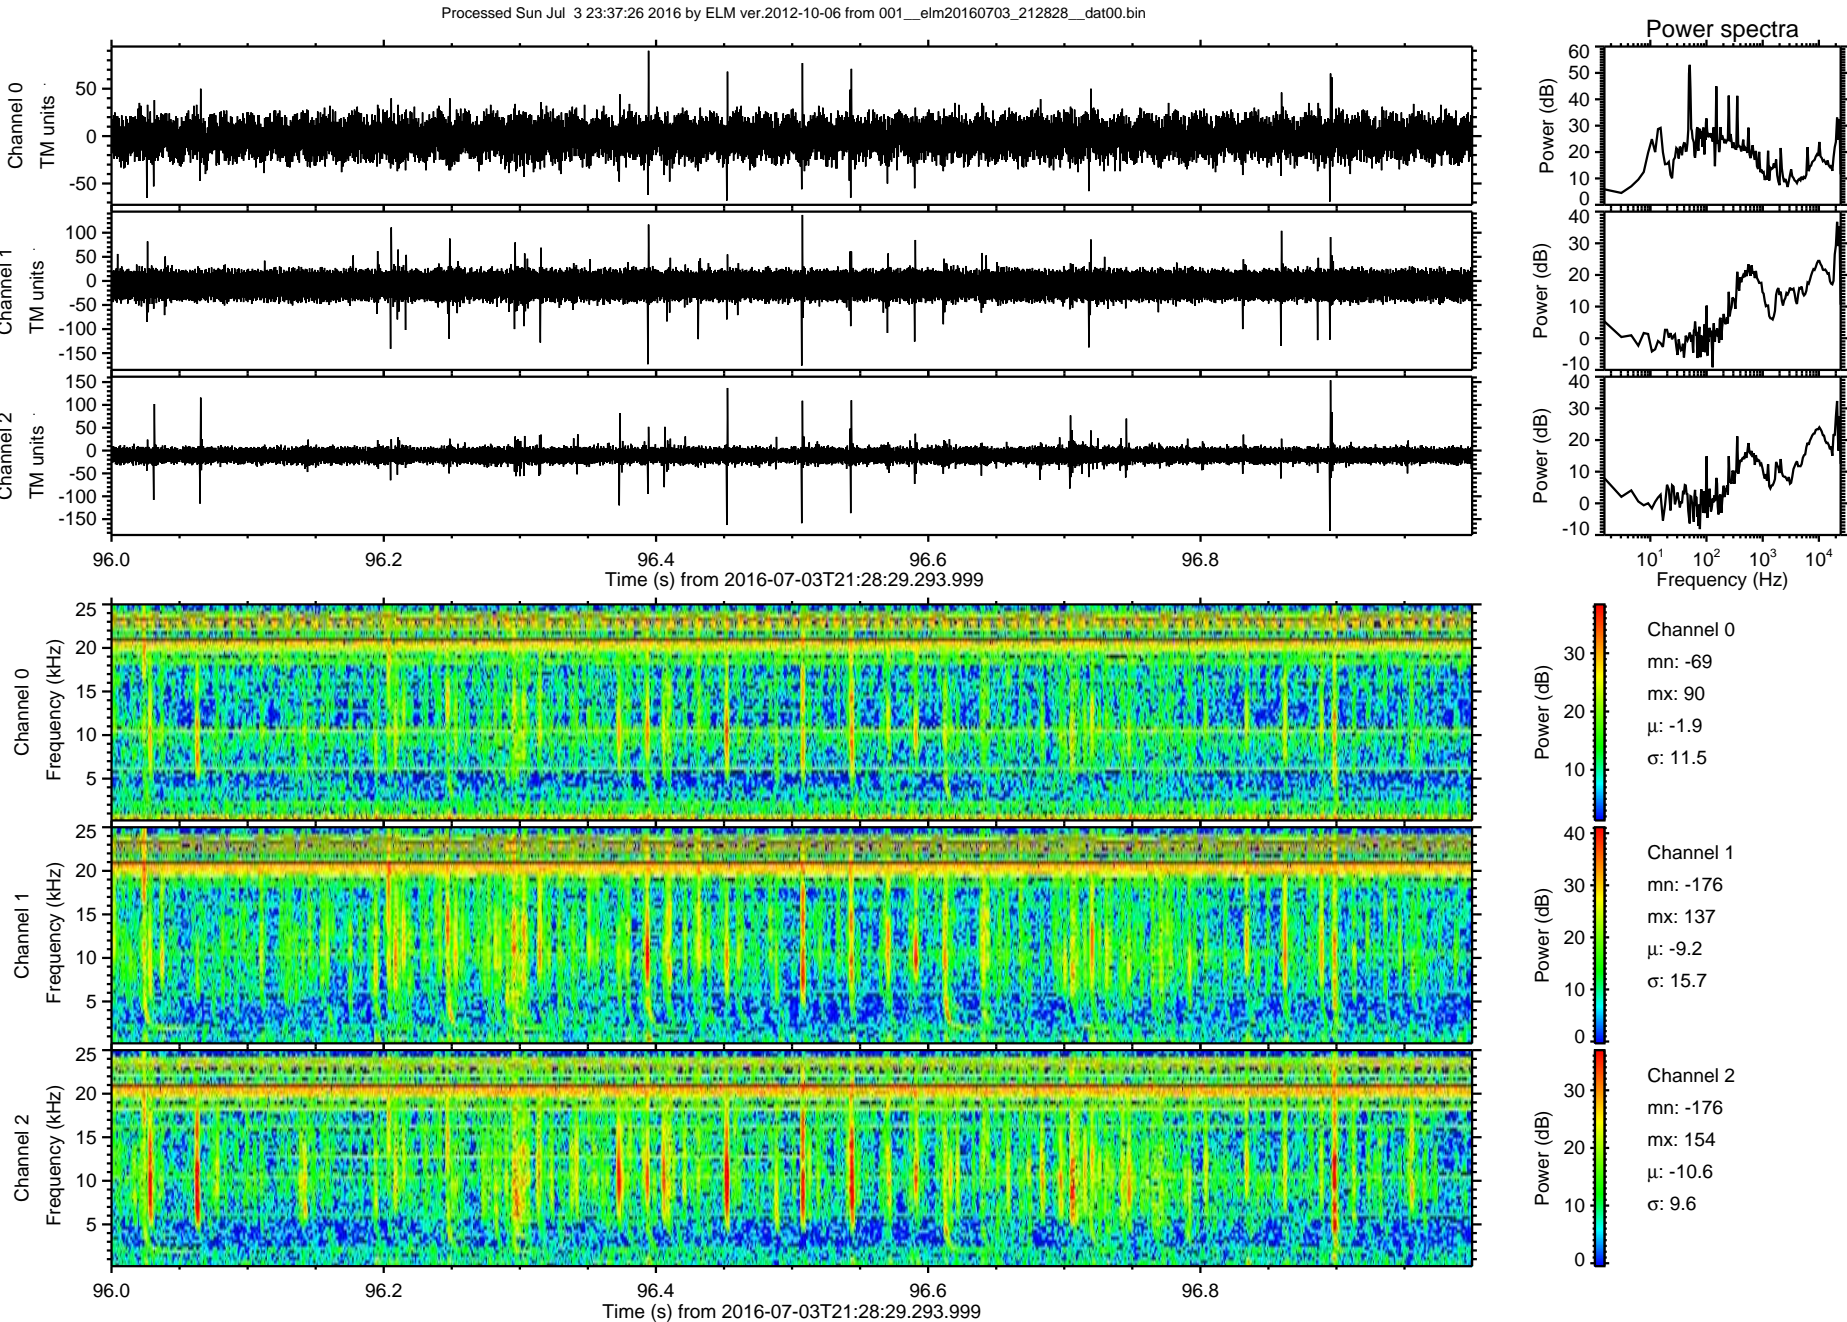 Processed Sun Jul 3 23:37:26 2016 by ELM ver.2012-10-06 from 001__elm20160703_212828__dat00.bin
Power spectra
Channel 0
TM units
50
0
-50
Power (dB)
60
50
40
30
20
10
0
Channel 1
TM units
100
50
0
-50
-100
-150
Power (dB)
40
30
20
10
0
-10
Channel 2
TM units
150
100
50
0
-50
-100
-150
Power (dB)
40
30
20
10
0
-10
96.0 96.2 96.4 96.6 96.8
Time (s) from 2016-07-03T21:28:29.293.999
10^1 10^2 10^3 10^4
Frequency (Hz)
Channel 0
Frequency (kHz)
25
20
15
10
5
Power (dB)
30
20
10
Channel 0
mn: -69
mx: 90
μ: -1.9
σ: 11.5
Channel 1
Frequency (kHz)
25
20
15
10
5
Power (dB)
40
30
20
10
0
Channel 1
mn: -176
mx: 137
μ: -9.2
σ: 15.7
Channel 2
Frequency (kHz)
25
20
15
10
5
Power (dB)
30
20
10
0
Channel 2
mn: -176
mx: 154
μ: -10.6
σ: 9.6
96.0 96.2 96.4 96.6 96.8
Time (s) from 2016-07-03T21:28:29.293.999